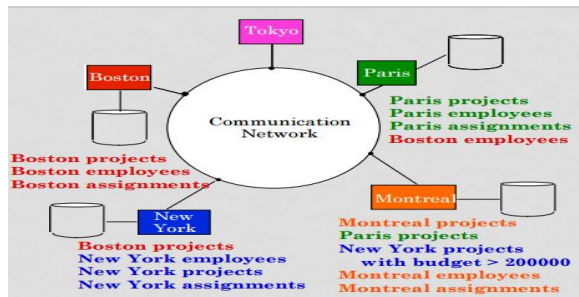 Tokyo
Boston
Paris
Communication
Network
Paris projects
Paris employees
Paris assignments
Boston employees
Boston projects
Boston employees
Boston assignments
Montreal
New
York
Montreal projects
Paris projects
New York projects
with budget > 200000
Montreal employees
Montreal assignments
Boston projects
New York employees
New York projects
New York assignments